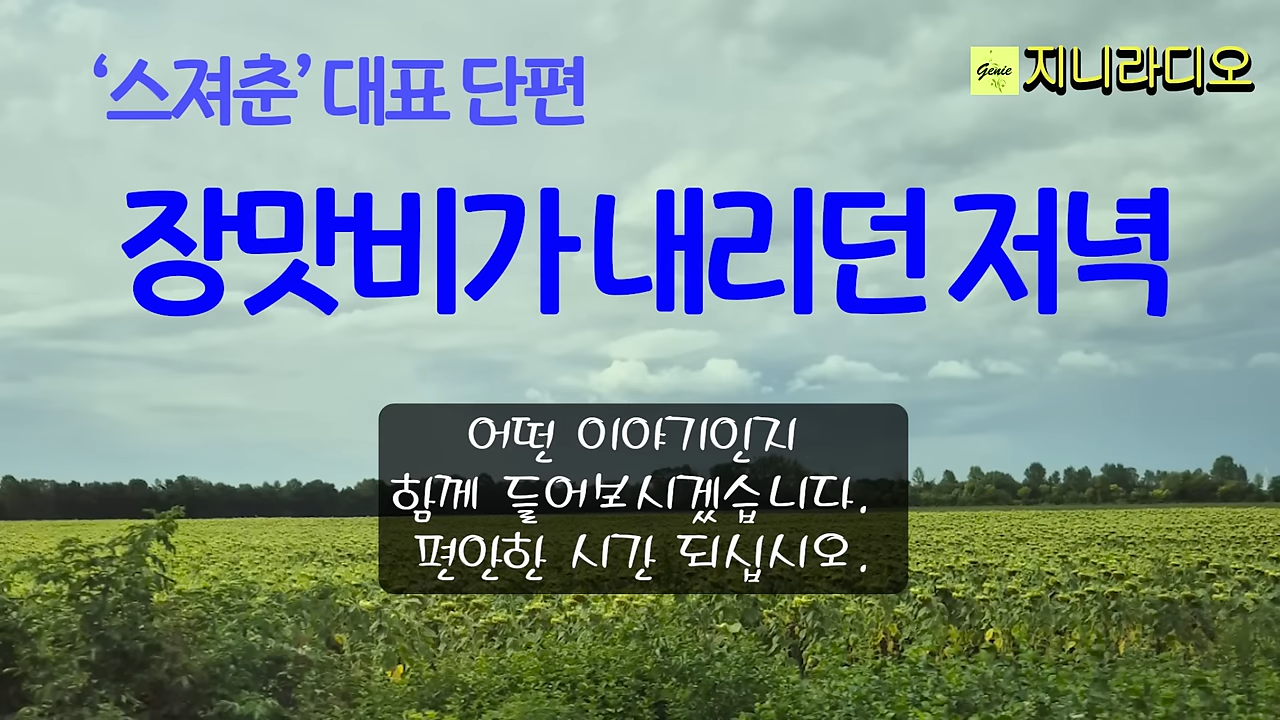 ‘스져춘’ 대표 단편
Genie
지니라디오
장맛비가 내리던 저녁
어떤 이야기인지
함께 들어보시겠습니다.
편안한 시간 되십시오.